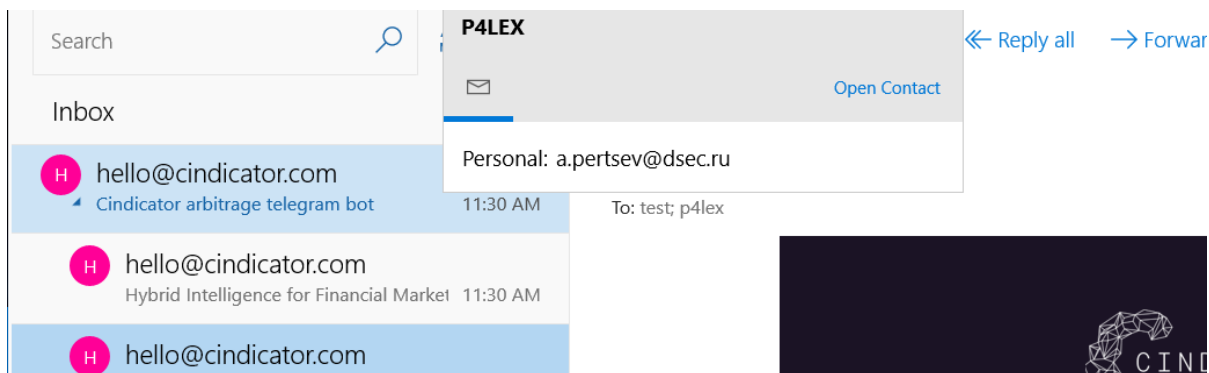 Search
P4LEX
Reply all
Forwar
Open Contact
Inbox
Personal: a.pertsev@dsec.ru
H
hello@cindicator.com
Cindicator arbitrage telegram bot 11:30 AM
To: test; p4lex
H
hello@cindicator.com
Hybrid Intelligence for Financial Market 11:30 AM
H
hello@cindicator.com
CIND